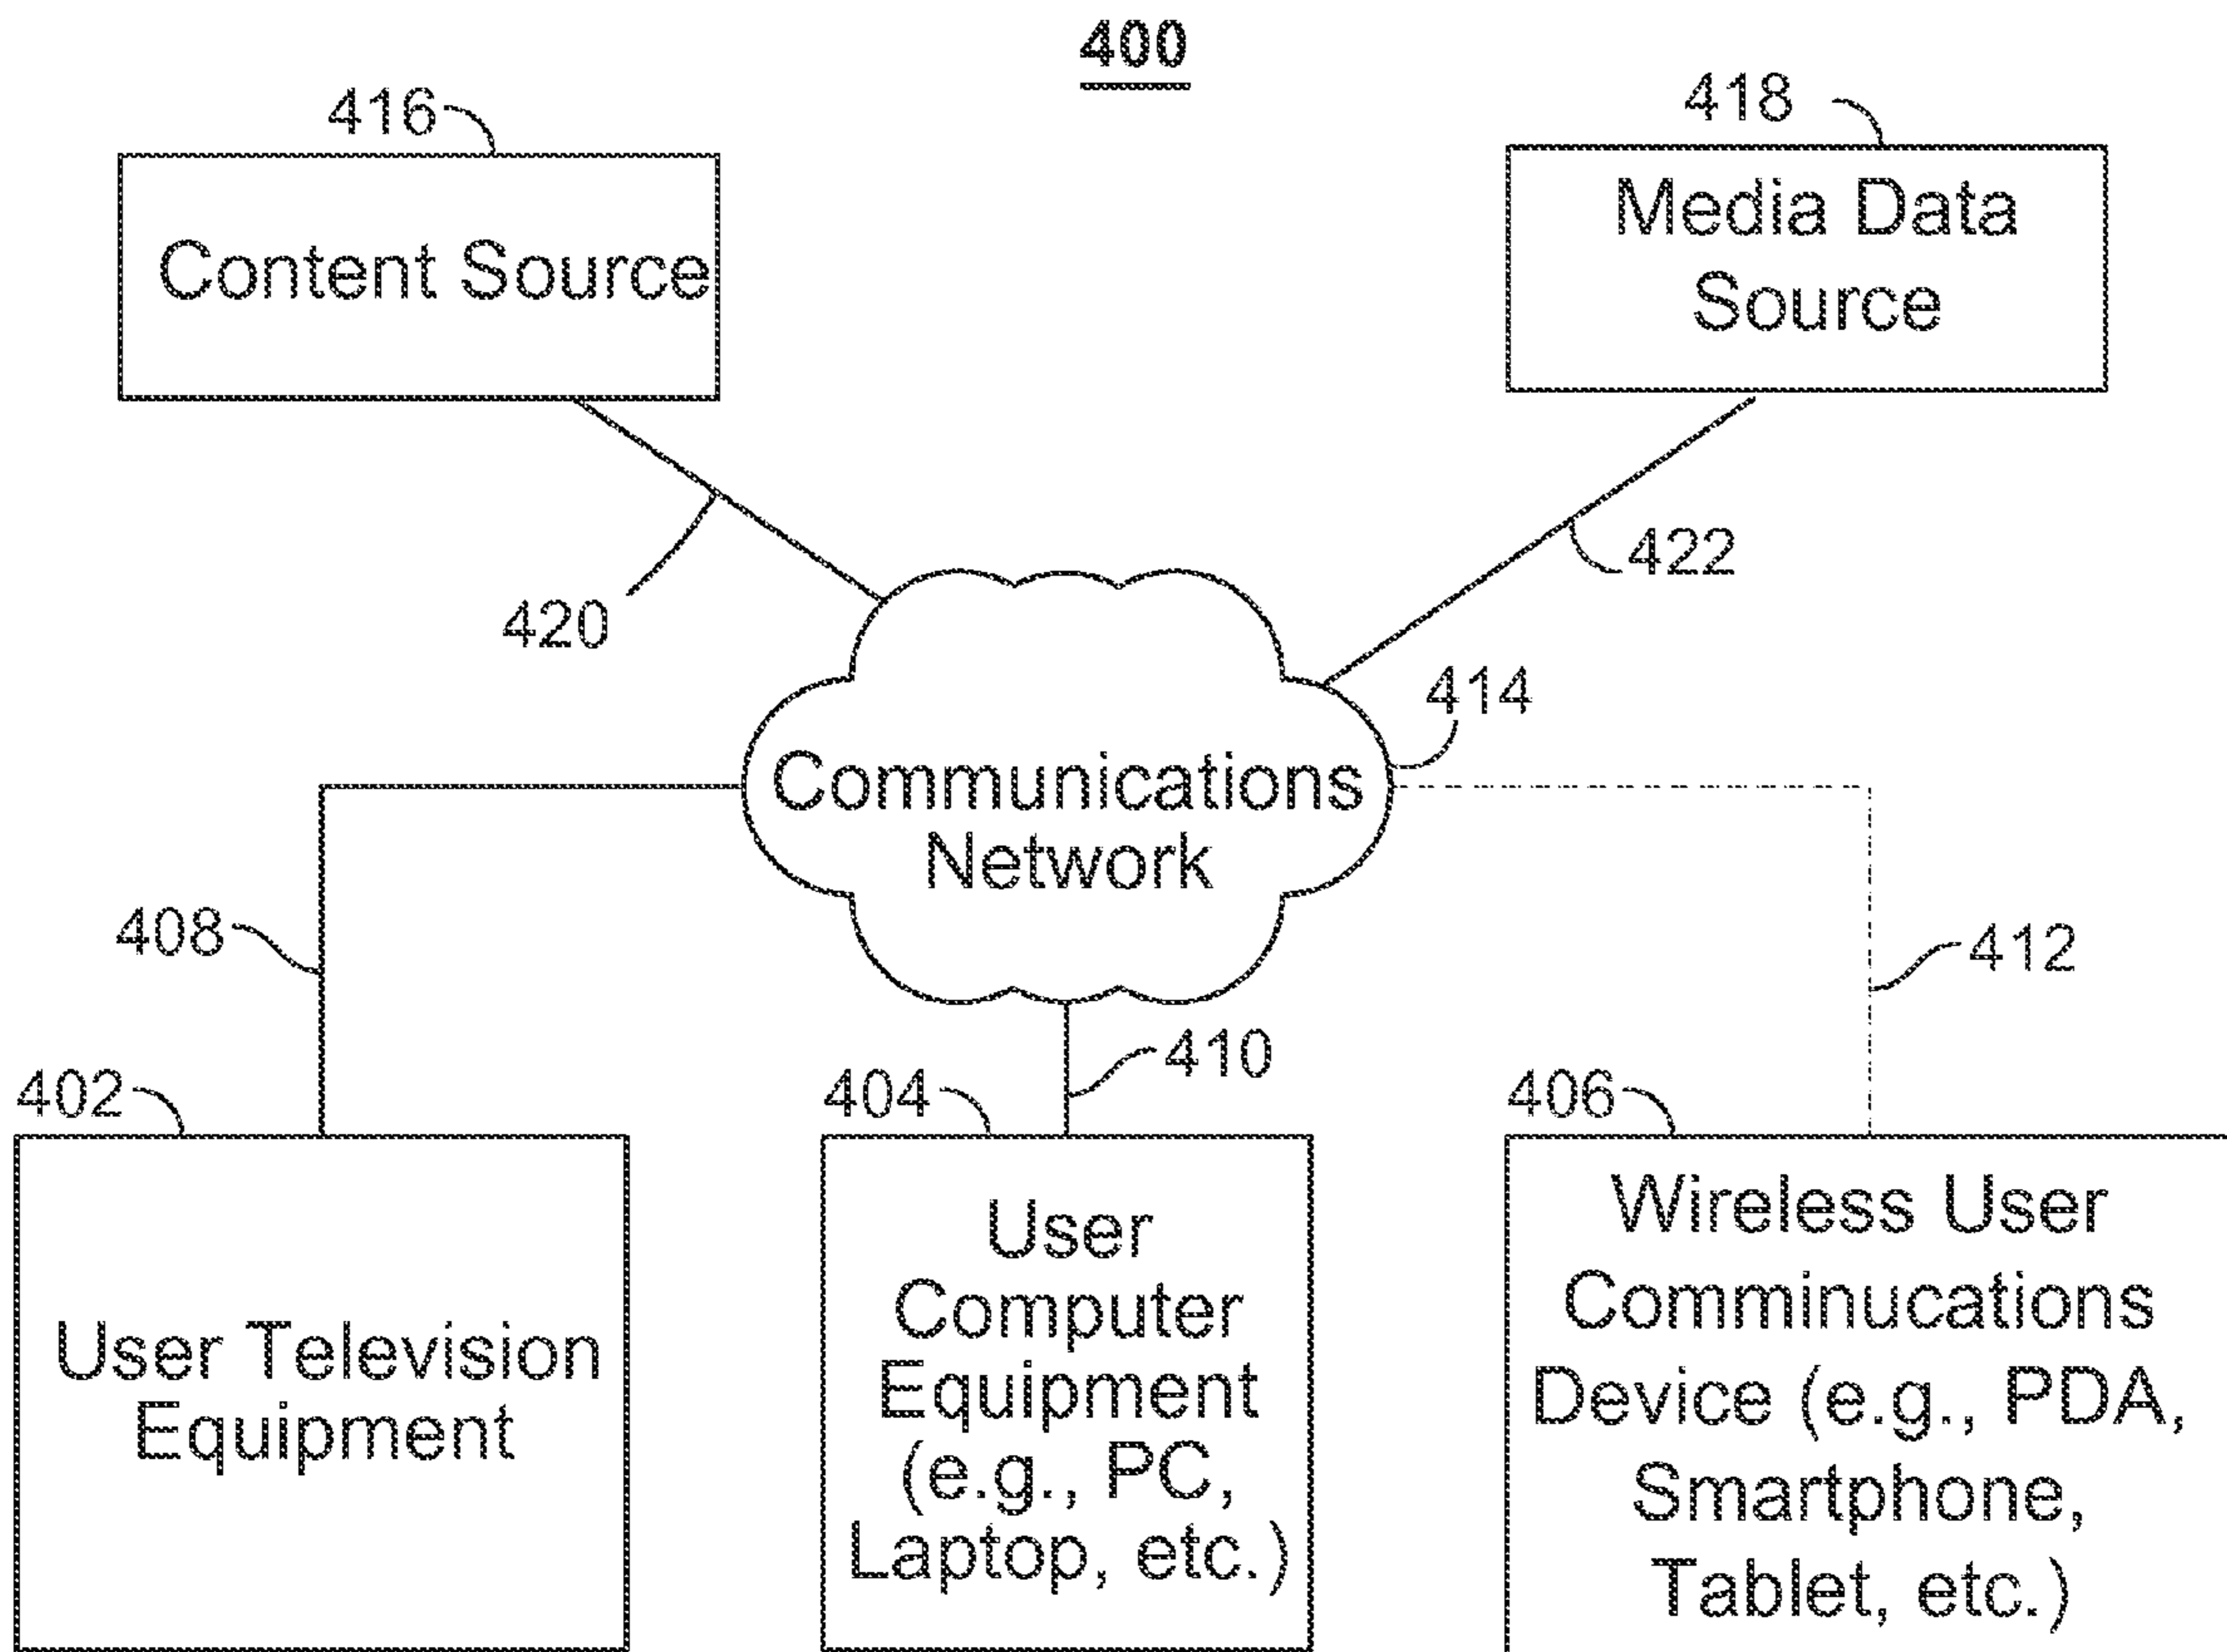 400
416
418
Content Source
Media Data
Source
420
422
414
Communications
Network
408
412
410
402
404
406
User Television
Equipment
User
Computer
Equipment
(e.g., PC,
Laptop, etc.)
Wireless User
Comminucations
Device (e.g., PDA,
Smartphone,
Tablet, etc.)